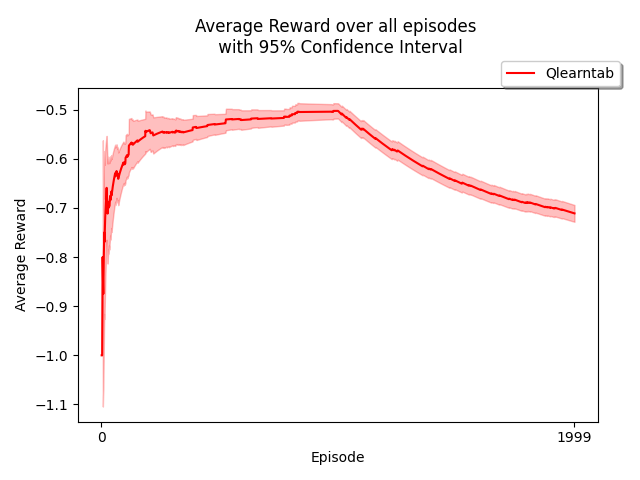 Average Reward over all episodes
with 95% Confidence Interval
Qlearntab
−0.5
−0.6
−0.7
−0.8
−0.9
−1.0
−1.1
Average Reward
0
1999
Episode